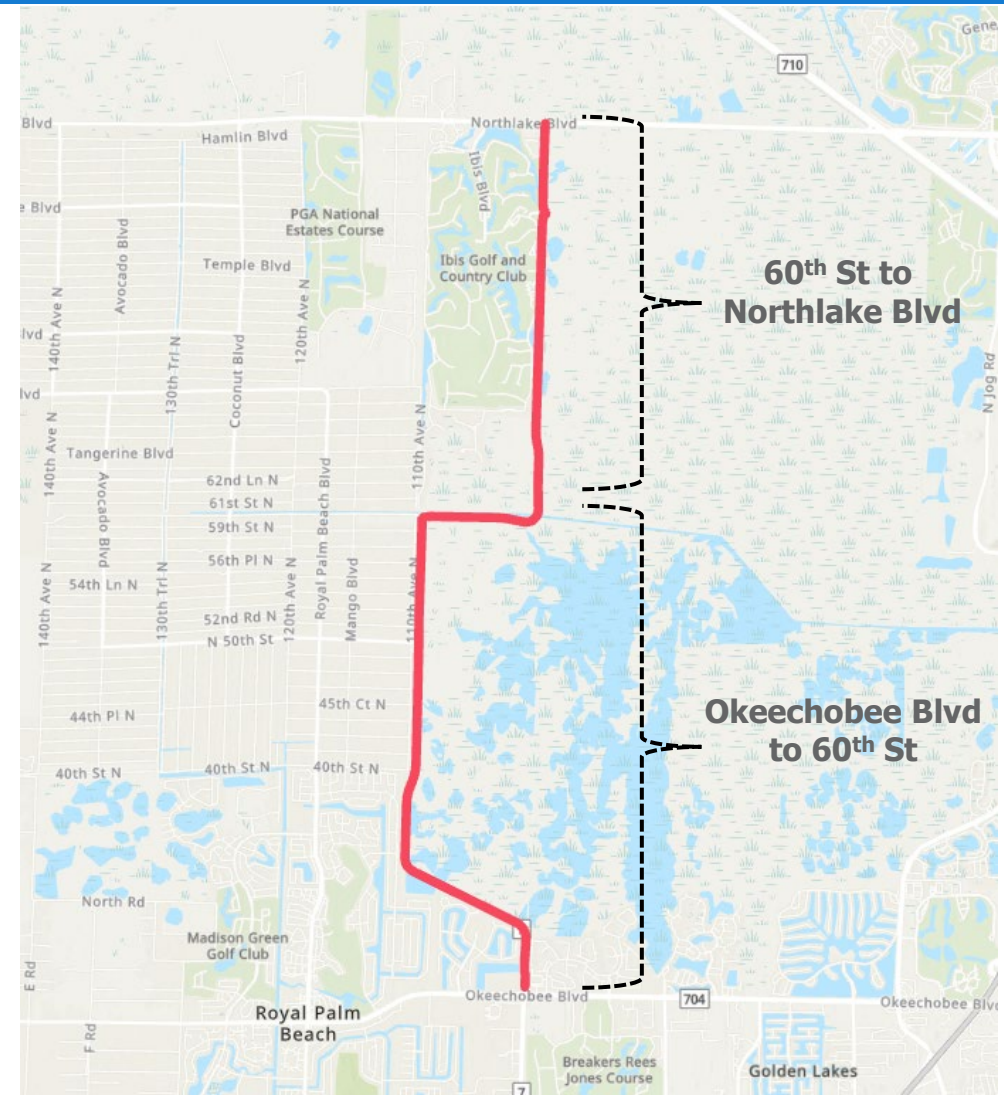 Gene
710
Blvd
Northlake Blvd
Hamlin Blvd
Ibis Blvd
e Blvd
PGA National
Estates Course
Avocado Blvd
Ibis Golf and
Country Club
60th St to
Northlake Blvd
Temple Blvd
140th Ave N
120th Ave N
lvd
130th Trl N
Coconut Blvd
N Jog Rd
lvd
110th Ave N
140th Ave N
Tangerine Blvd
Royal Palm Beach Blvd
62nd Ln N
61st St N
Avocado Blvd
59th St N
56th Pl N
54th Ln N
140th Ave N
130th Trl N
120th Ave N
Mango Blvd
110th Ave N
52nd Rd N
N 50th St
45th Ct N
44th Pl N
Okeechobee Blvd
to 60th St
40th St N
40th St N
40th St N
North Rd
Madison Green
Golf Club
E Rd
Okeechobee Blvd
704
Okeechobee Blvd
Royal Palm
Beach
F Rd
Breakers Rees
Jones Course
Golden Lakes
7